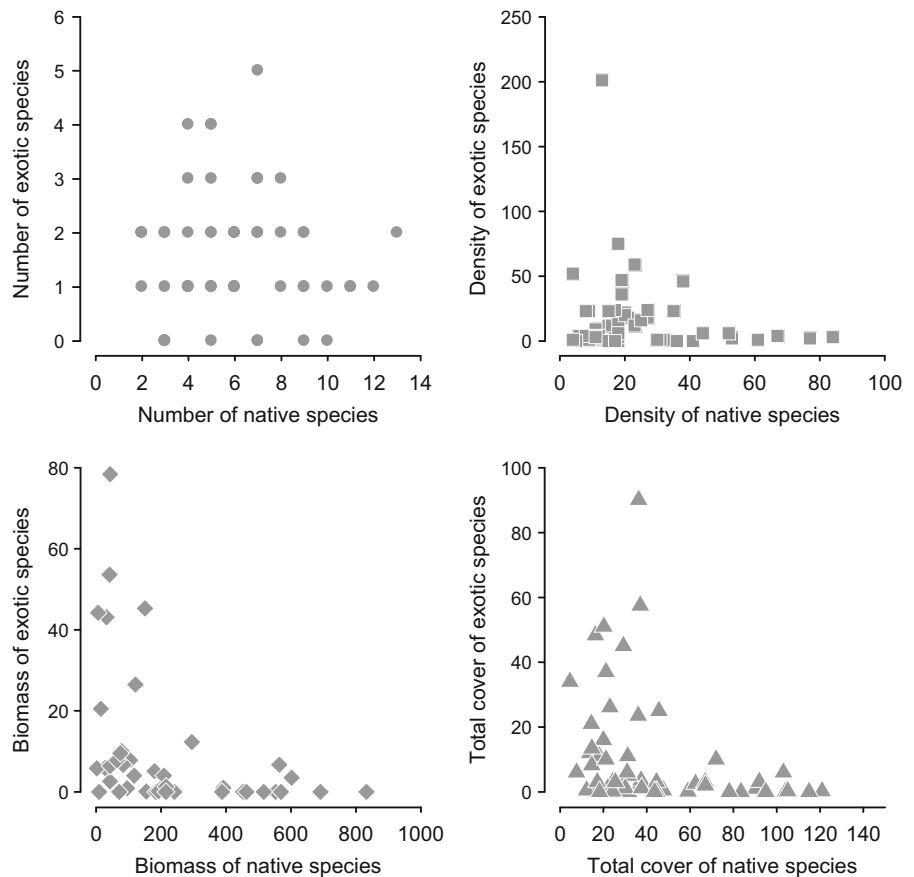 6
5
4
3
2
1
0
0 2 4 6 8 10 12 14
Number of exotic species
Number of native species
250
200
150
100
50
0
0 20 40 60 80 100
Density of exotic species
Density of native species
80
60
40
20
0
0 200 400 600 800 1000
Biomass of exotic species
Biomass of native species
100
80
60
40
20
0
0 20 40 60 80 100 120 140
Total cover of exotic species
Total cover of native species